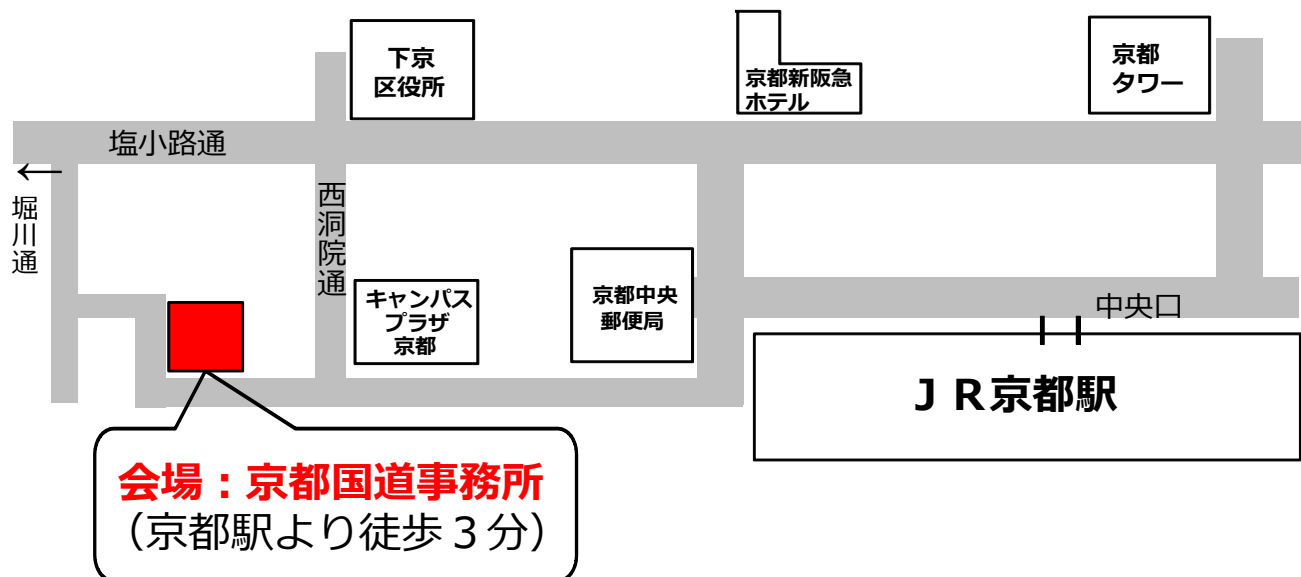 下京
区役所
京都新阪急
ホテル
京都
タワー
塩小路通
←
堀川通
西洞院通
キャンパス
プラザ
京都
京都中央
郵便局
中央口
ＪＲ京都駅
会場：京都国道事務所
（京都駅より徒歩３分）